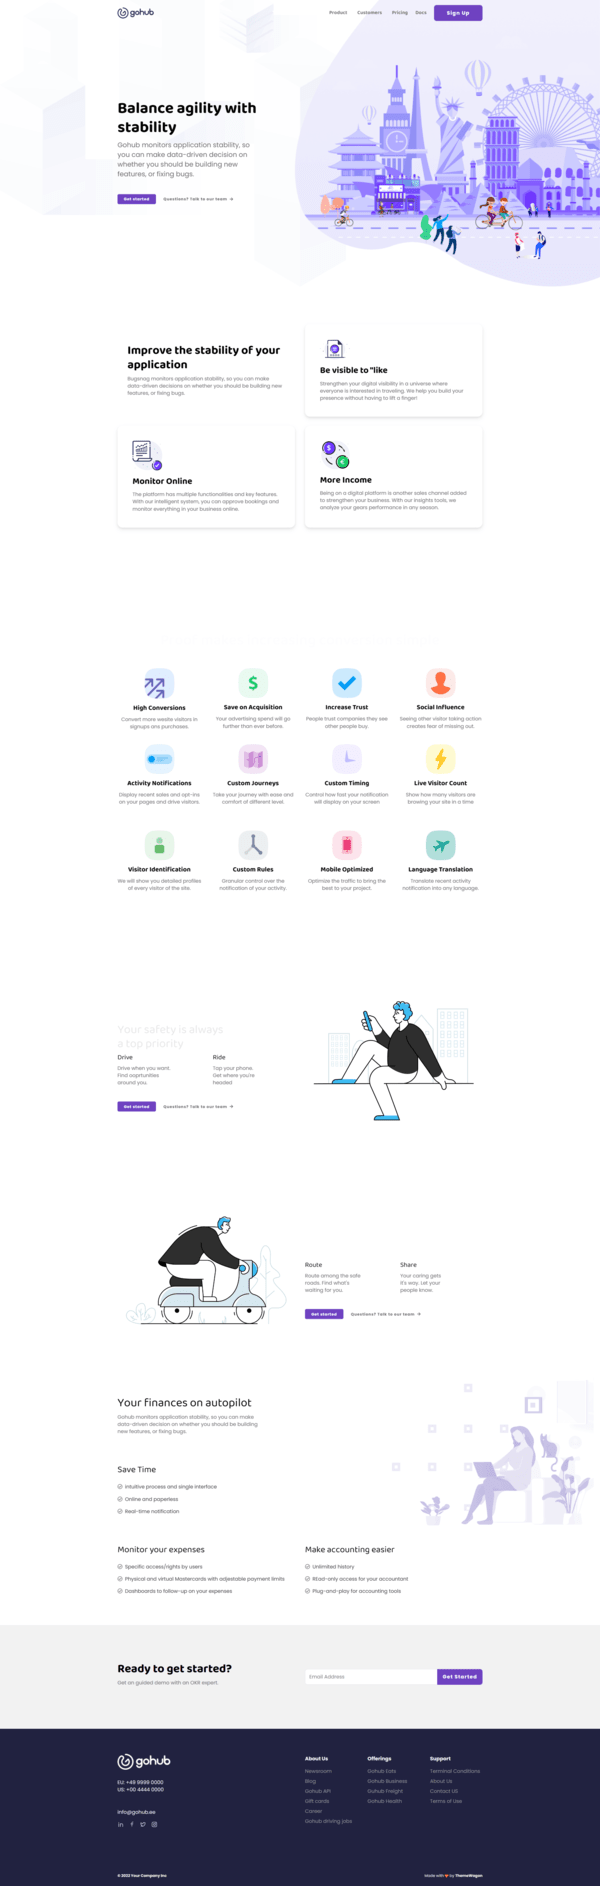 gohub
Product Customers Pricing Docs Sign Up
Balance agility with
stability
Gohub monitors application stability, so
you can make data-driven decision on
whether you should be building new
features, or fixing bugs.
Get started Questions? Talk to our team →
Improve the stability of your
application
Bugsnag monitors application stability, so you can make
data-driven decisions on whether you should be building new
features, or fixing bugs.
Be visible to "like
Strengthen your digital visibility in a universe where
everyone is interested in traveling. We help you build your
presence without having to lift a finger!
Monitor Online
The platform has multiple functionalities and key features.
With our intelligent system, you can approve bookings and
monitor everything in your business online.
More Income
Being on a digital platform is another sales channel added
to strengthen your business. With our insights tools, we
analyze your gears performance in any season.
High Conversions
Convert more wesite visitors in
signups ans purchases.
Save on Acquisition
Your advertising spend will go
further than ever before.
Increase Trust
People trust companies they see
other people buy.
Social Influence
Seeing other visitor taking action
creates fear of missing out.
Activity Notifications
Display recent sales and opt-ins
on your pages and drive visitors.
Custom Journeys
Take your journey with ease and
comfort of different level.
Custom Timing
Control how fast your notification
will display on your screen
Live Visitor Count
Show how many visitors are
browing your site in a time
Visitor Identification
We will show you detailed profiles
of every visitor of the site.
Custom Rules
Granular control over the
notification of your activity.
Mobile Optimized
Optimize the traffic to bring the
best to your project.
Language Translation
Translate recent activity
notification into any language.
Your safety is always
a top priority
Drive
Drive when you want.
Find oopritunities
around you.
Ride
Tap your phone.
Get where you're
headed
Get started Questions? Talk to our team →
Route
Route among the safe
roads. Find what's
waiting for you.
Share
Your caring gets
it's way. Let your
people know.
Get started Questions? Talk to our team →
Your finances on autopilot
Gohub monitors application stability, so you can make
data-driven decision on whether you should be building
new features, or fixing bugs.
Save Time
Intuitive process and single interface
Online and paperless
Real-time notification
Monitor your expenses
Specific access/rights by users
Physical and virtual Mastercards with adjestable payment limits
Dashboards to follow-up on your expenses
Make accounting easier
Unlimited history
REad-only access for your accountant
Plug-and-play for accounting tools
Ready to get started?
Get an guided demo with an OKR expert.
Email Address
Get Started
gohub
EU: +49 9999 0000
US: +00 4444 0000
info@gohub.ee
About Us
Newsroom
Blog
Gohub API
Gift cards
Career
Gohub driving jobs
Offerings
Gohub Eats
Gohub Business
Gohub Freight
Gohub Health
Support
Terminal Conditions
About Us
Contact US
Terms of Use
© 2022 Your Company Inc
Made with ❤ by ThemeWagon